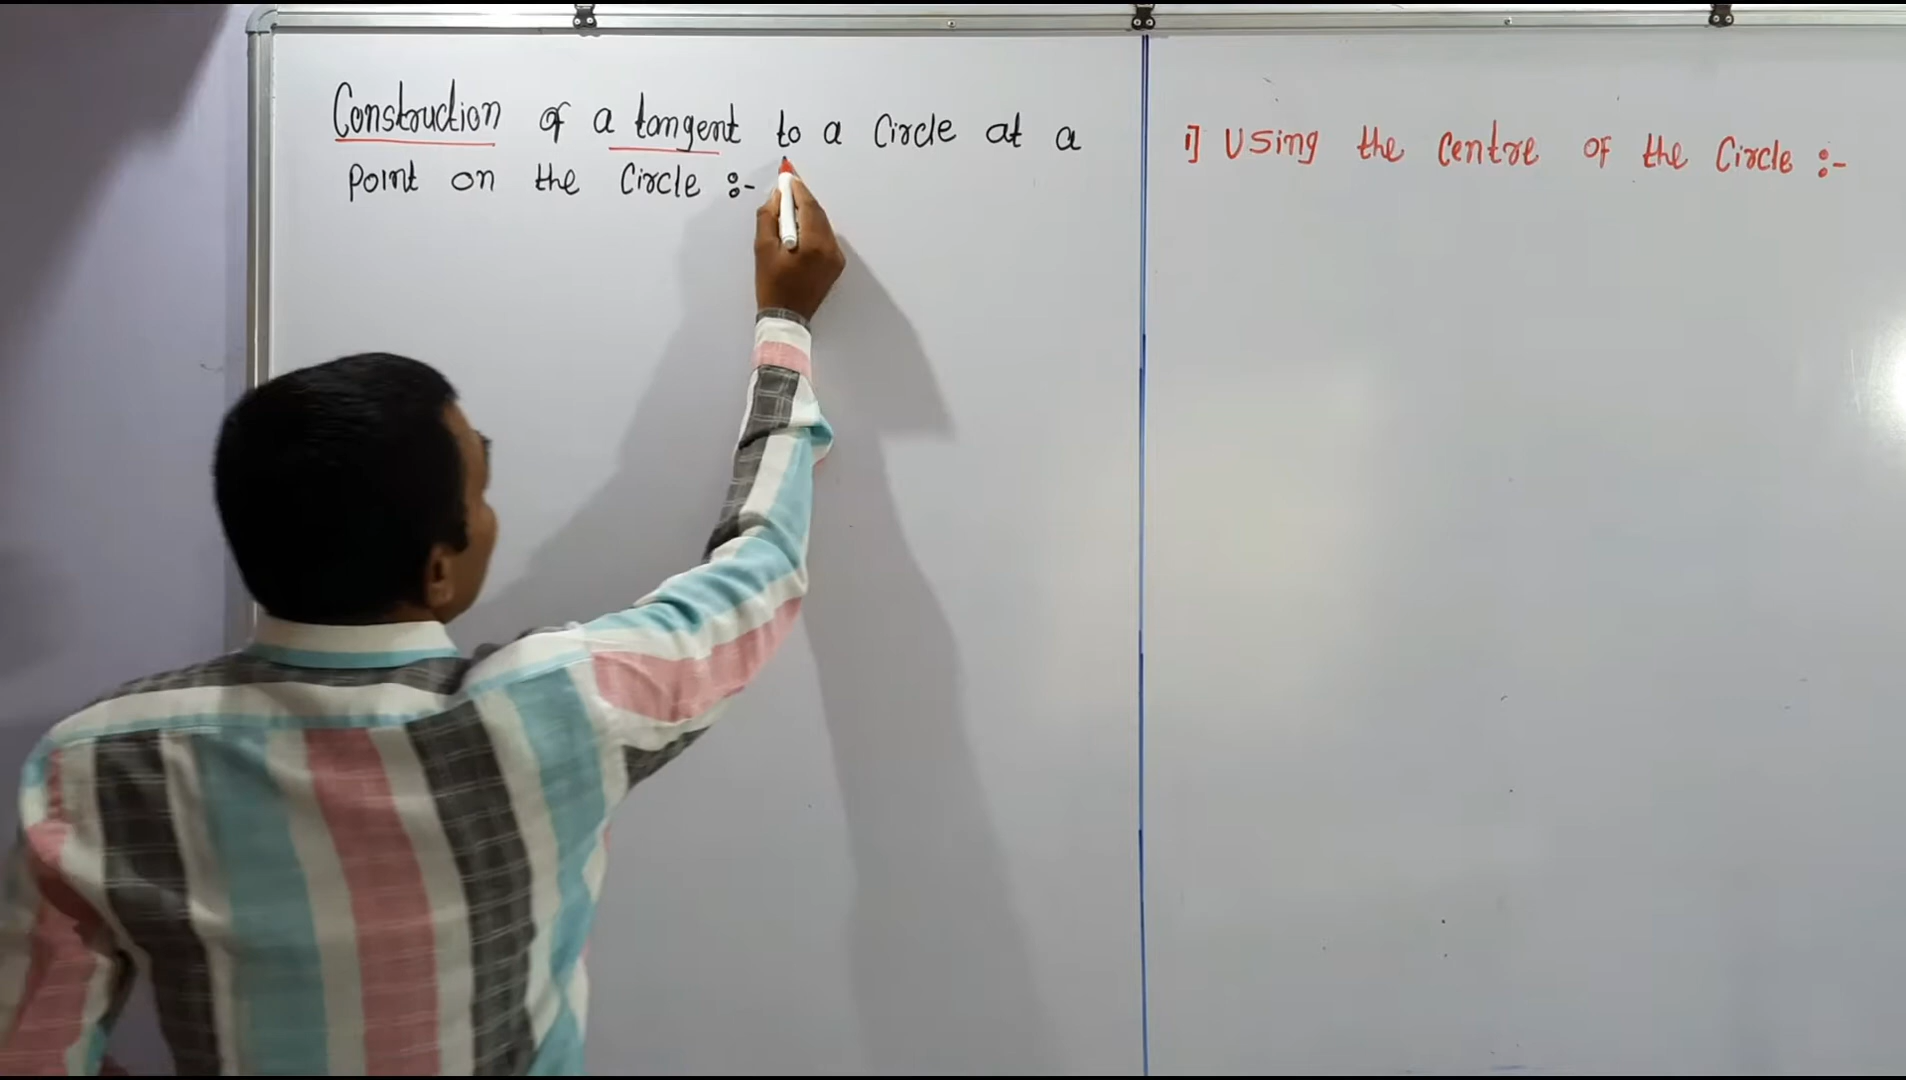 Construction of a tangent to a Circle at a
Point on the Circle :-
i] Using the Centre of the Circle :-